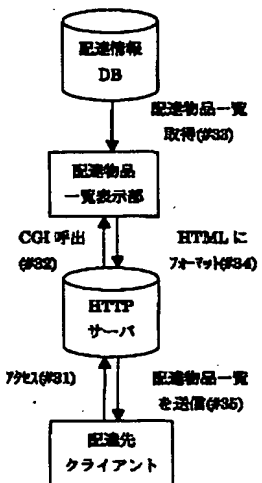 配達情報
DB
配達物品一覧
取得(#33)
配達物品
一覧表示部
CGI 呼出
(#32)
HTMLに
フォーマット(#34)
HTTP
サーバ
アクセス(#31)
配達物品一覧
を送信(#35)
配達先
クライアント